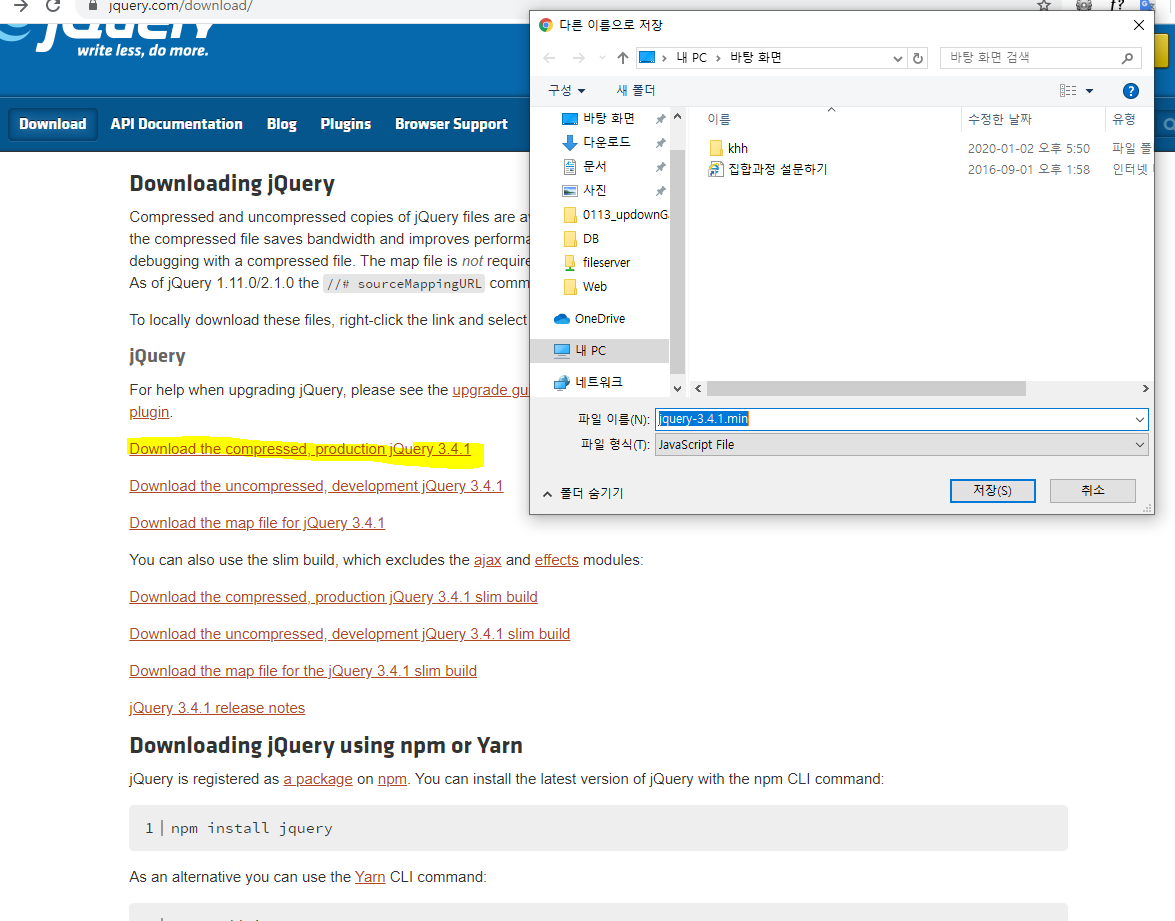 jquery.com/download/
jQuery
write less, do more.
Download API Documentation Blog Plugins Browser Support
Downloading jQuery
Compressed and uncompressed copies of jQuery files are
the compressed file saves bandwidth and improves
debugging with a compressed file. The map file is not
As of jQuery 1.11.0/2.1.0 the //# sourceMappingURL
To locally download these files, right-click the link and select
jQuery
For help when upgrading jQuery, please see the upgrade
plugin.
Download the compressed, production jQuery 3.4.1
Download the uncompressed, development jQuery 3.4.1
Download the map file for jQuery 3.4.1
You can also use the slim build, which excludes the ajax and effects modules:
Download the compressed, production jQuery 3.4.1 slim build
Download the uncompressed, development jQuery 3.4.1 slim build
Download the map file for the jQuery 3.4.1 slim build
jQuery 3.4.1 release notes
Downloading jQuery using npm or Yarn
jQuery is registered as a package on npm. You can install the latest version of jQuery with the npm CLI command:
1 npm install jquery
As an alternative you can use the Yarn CLI command:
다른 이름으로 저장
내 PC > 바탕 화면
바탕 화면 검색
구성 새 폴더
이름 수정한 날짜 유형
바탕 화면
다운로드
문서
사진
0113_updownG
DB
fileserver
Web
OneDrive
내 PC
네트워크
khh 2020-01-02 오후 5:50 파일 폴
집합과정 설문하기 2016-09-01 오후 1:58 인터넷
파일 이름(N): jquery-3.4.1.min
파일 형식(T): JavaScript File
폴더 숨기기
저장(S) 취소